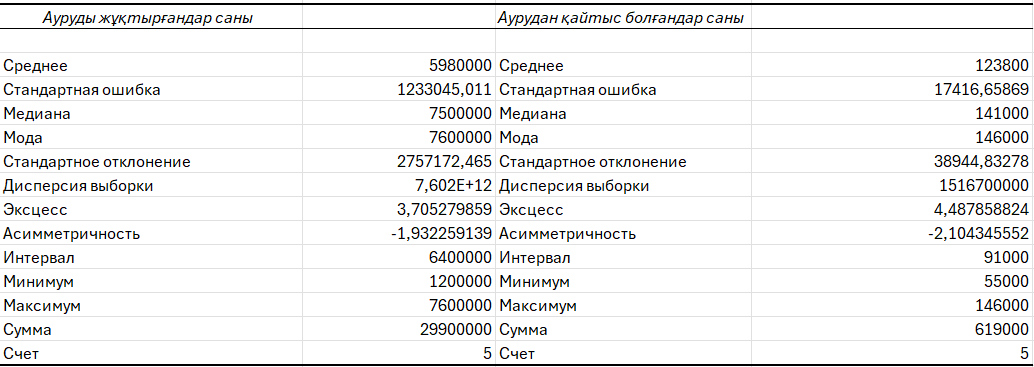 Ауруды жұқтырғандар саны Аурудан қайтыс болғандар саны
Среднее 5980000 Среднее 123800
Стандартная ошибка 1233045,011 Стандартная ошибка 17416,65869
Медиана 7500000 Медиана 141000
Мода 7600000 Мода 146000
Стандартное отклонение 2757172,465 Стандартное отклонение 38944,83278
Дисперсия выборки 7,602E+12 Дисперсия выборки 1516700000
Эксцесс 3,705279859 Эксцесс 4,487858824
Асимметричность -1,932259139 Асимметричность -2,104345552
Интервал 6400000 Интервал 91000
Минимум 1200000 Минимум 55000
Максимум 7600000 Максимум 146000
Сумма 29900000 Сумма 619000
Счет 5 Счет 5